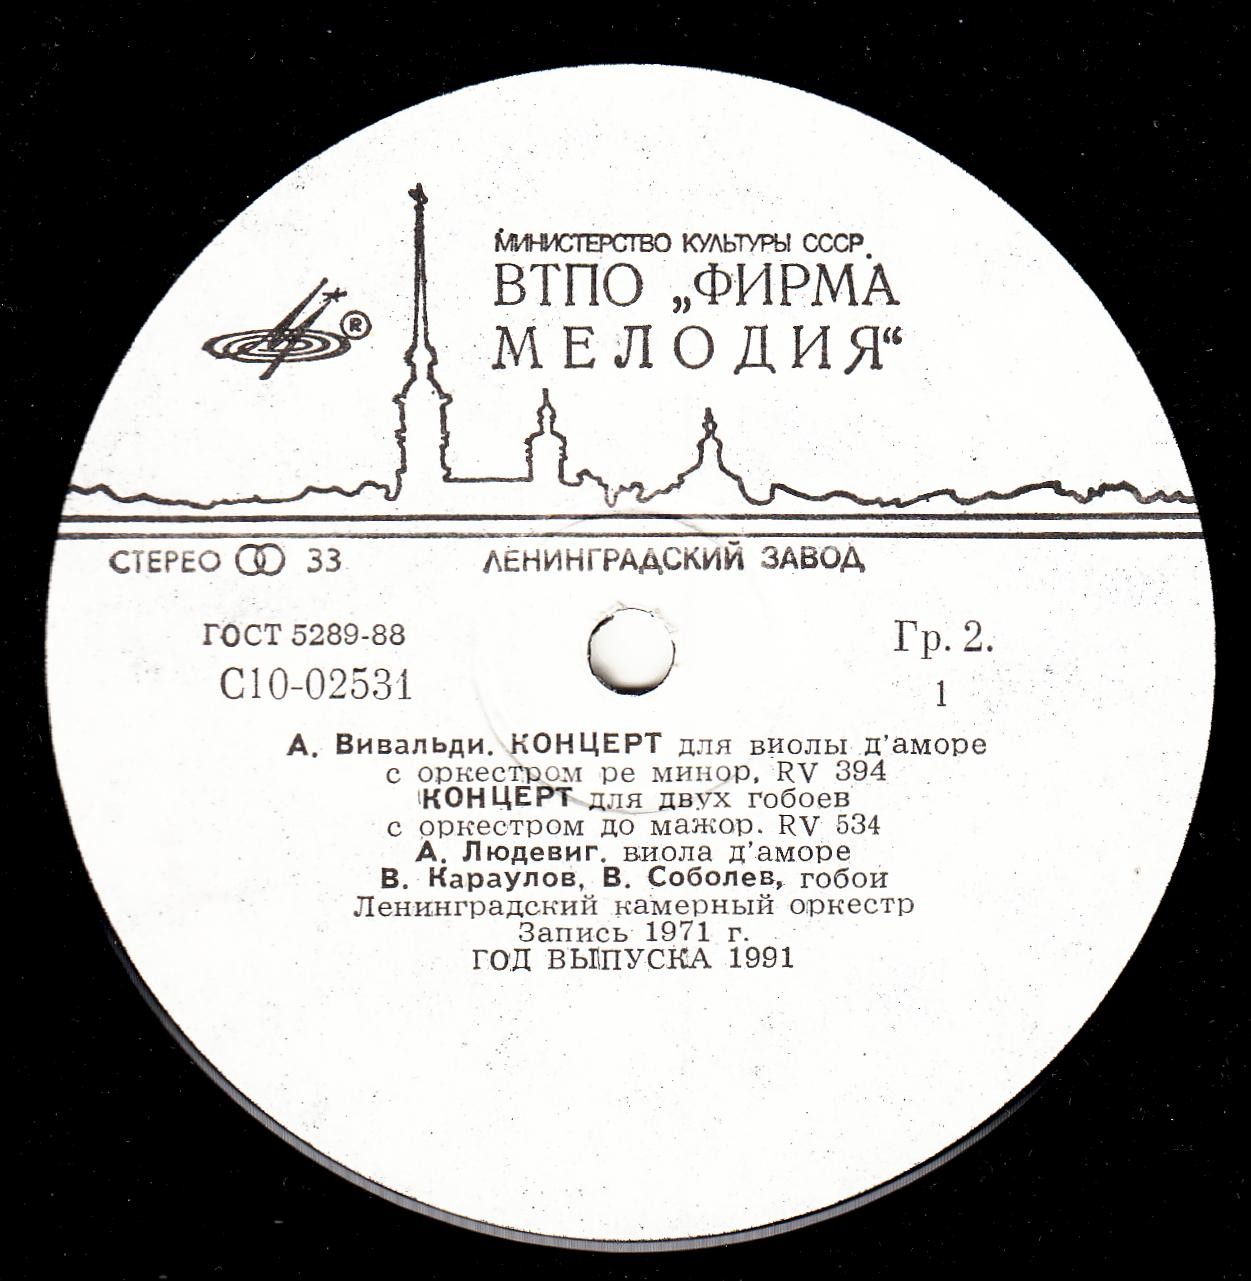 МИНИСТЕРСТВО КУЛЬТУРЫ СССР.
ВТПО „ФИРМА
МЕЛОДИЯ“
®
СТЕРЕО 33
ЛЕНИНГРАДСКИЙ ЗАВОД
ГОСТ 5289-88
Гр. 2.
С10-02531
1
А. Вивальди. КОНЦЕРТ для виолы д'аморе
с оркестром ре минор, RV 394
КОНЦЕРТ для двух гобоев
с оркестром до мажор. RV 534
А. Людевиг. виола д'аморе
В. Караулов, В. Соболев, гобои
Ленинградский камерный оркестр
Запись 1971 г.
ГОД ВЫПУСКА 1991